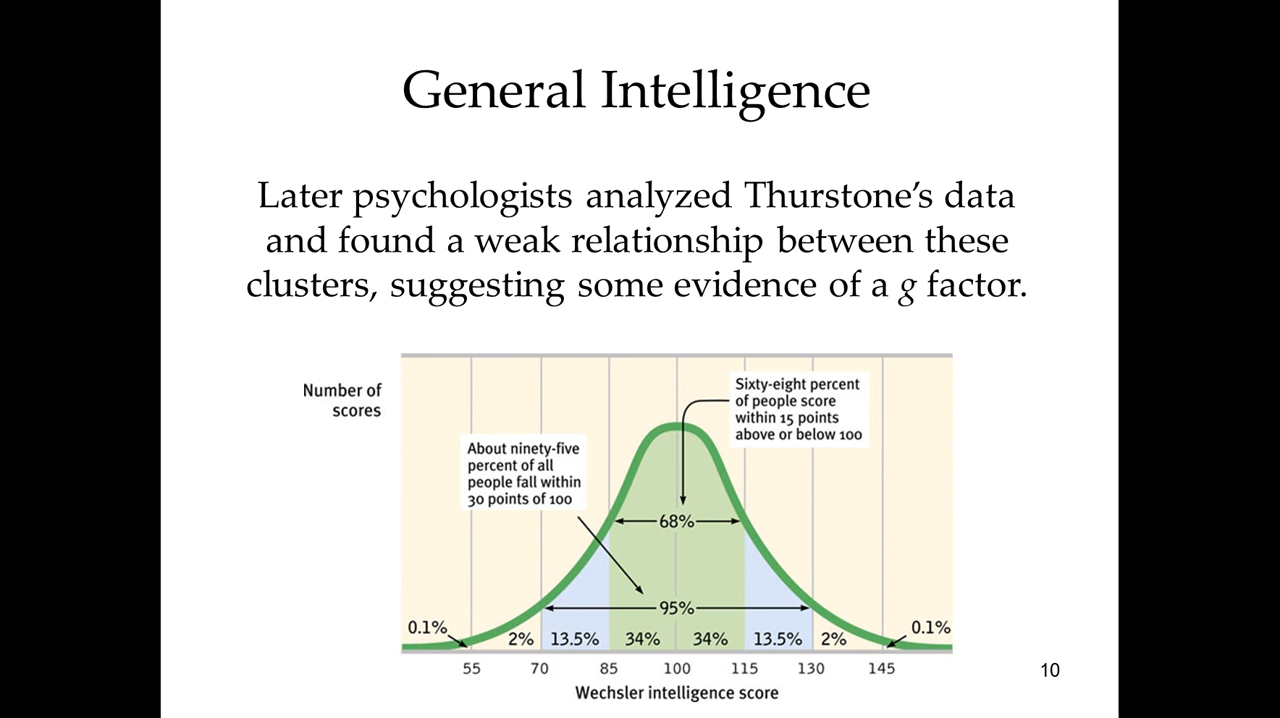 General Intelligence
Later psychologists analyzed Thurstone’s data
and found a weak relationship between these
clusters, suggesting some evidence of a g factor.
Number of
scores
Sixty-eight percent
of people score
within 15 points
above or below 100
About ninety-five
percent of all
people fall within
30 points of 100
68%
95%
0.1%
2%
13.5%
34%
34%
13.5%
2%
0.1%
55 70 85 100 115 130 145
Wechsler intelligence score
10